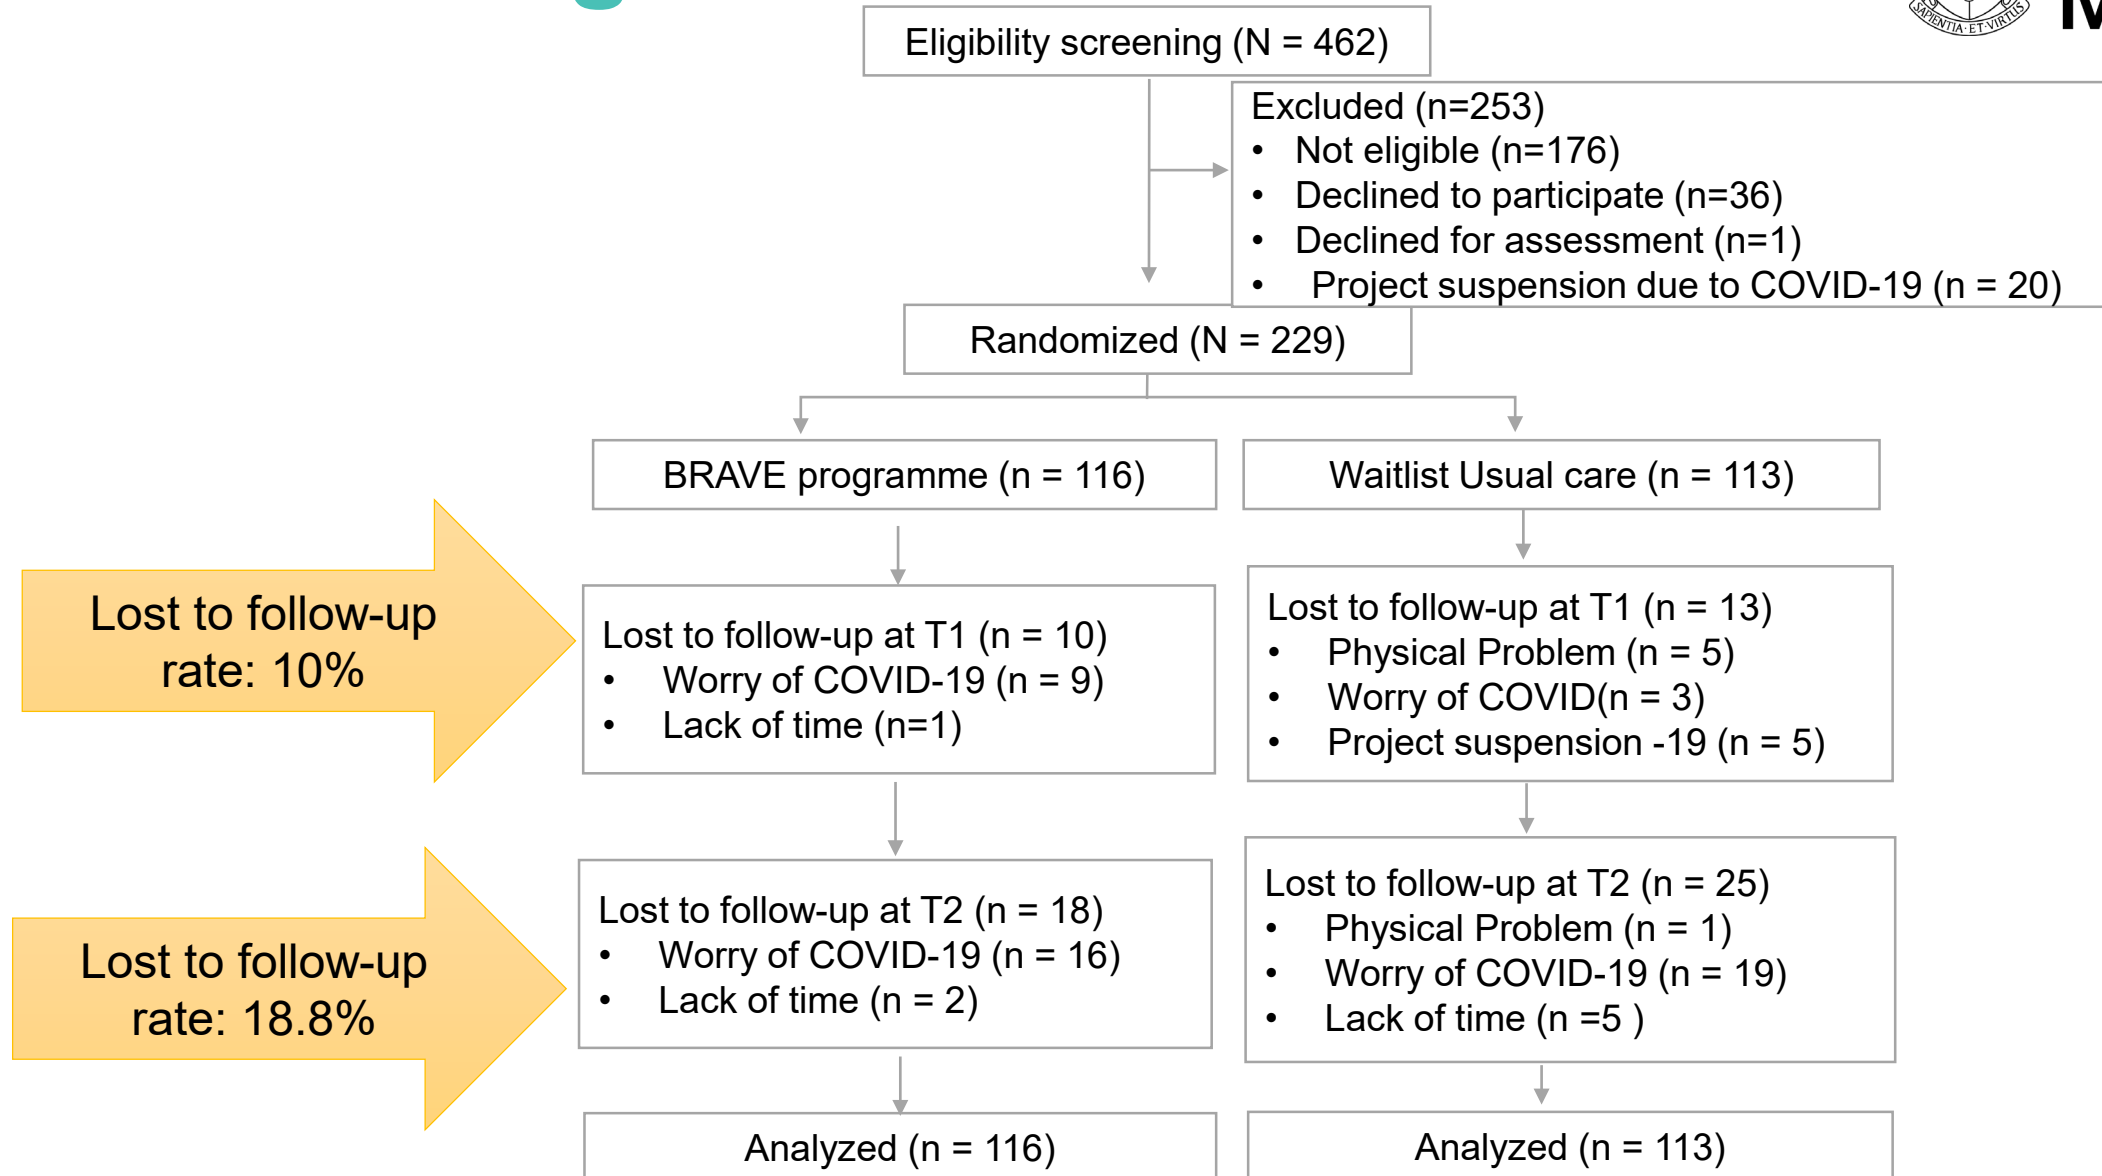 SAPIENTIA·ET·VIRTUS
Eligibility screening (N = 462)
Excluded (n=253)
• Not eligible (n=176)
• Declined to participate (n=36)
• Declined for assessment (n=1)
• Project suspension due to COVID-19 (n = 20)
Randomized (N = 229)
BRAVE programme (n = 116)
Waitlist Usual care (n = 113)
Lost to follow-up
rate: 10%
Lost to follow-up at T1 (n = 10)
• Worry of COVID-19 (n = 9)
• Lack of time (n=1)
Lost to follow-up at T1 (n = 13)
• Physical Problem (n = 5)
• Worry of COVID(n = 3)
• Project suspension -19 (n = 5)
Lost to follow-up
rate: 18.8%
Lost to follow-up at T2 (n = 18)
• Worry of COVID-19 (n = 16)
• Lack of time (n = 2)
Lost to follow-up at T2 (n = 25)
• Physical Problem (n = 1)
• Worry of COVID-19 (n = 19)
• Lack of time (n =5 )
Analyzed (n = 116)
Analyzed (n = 113)